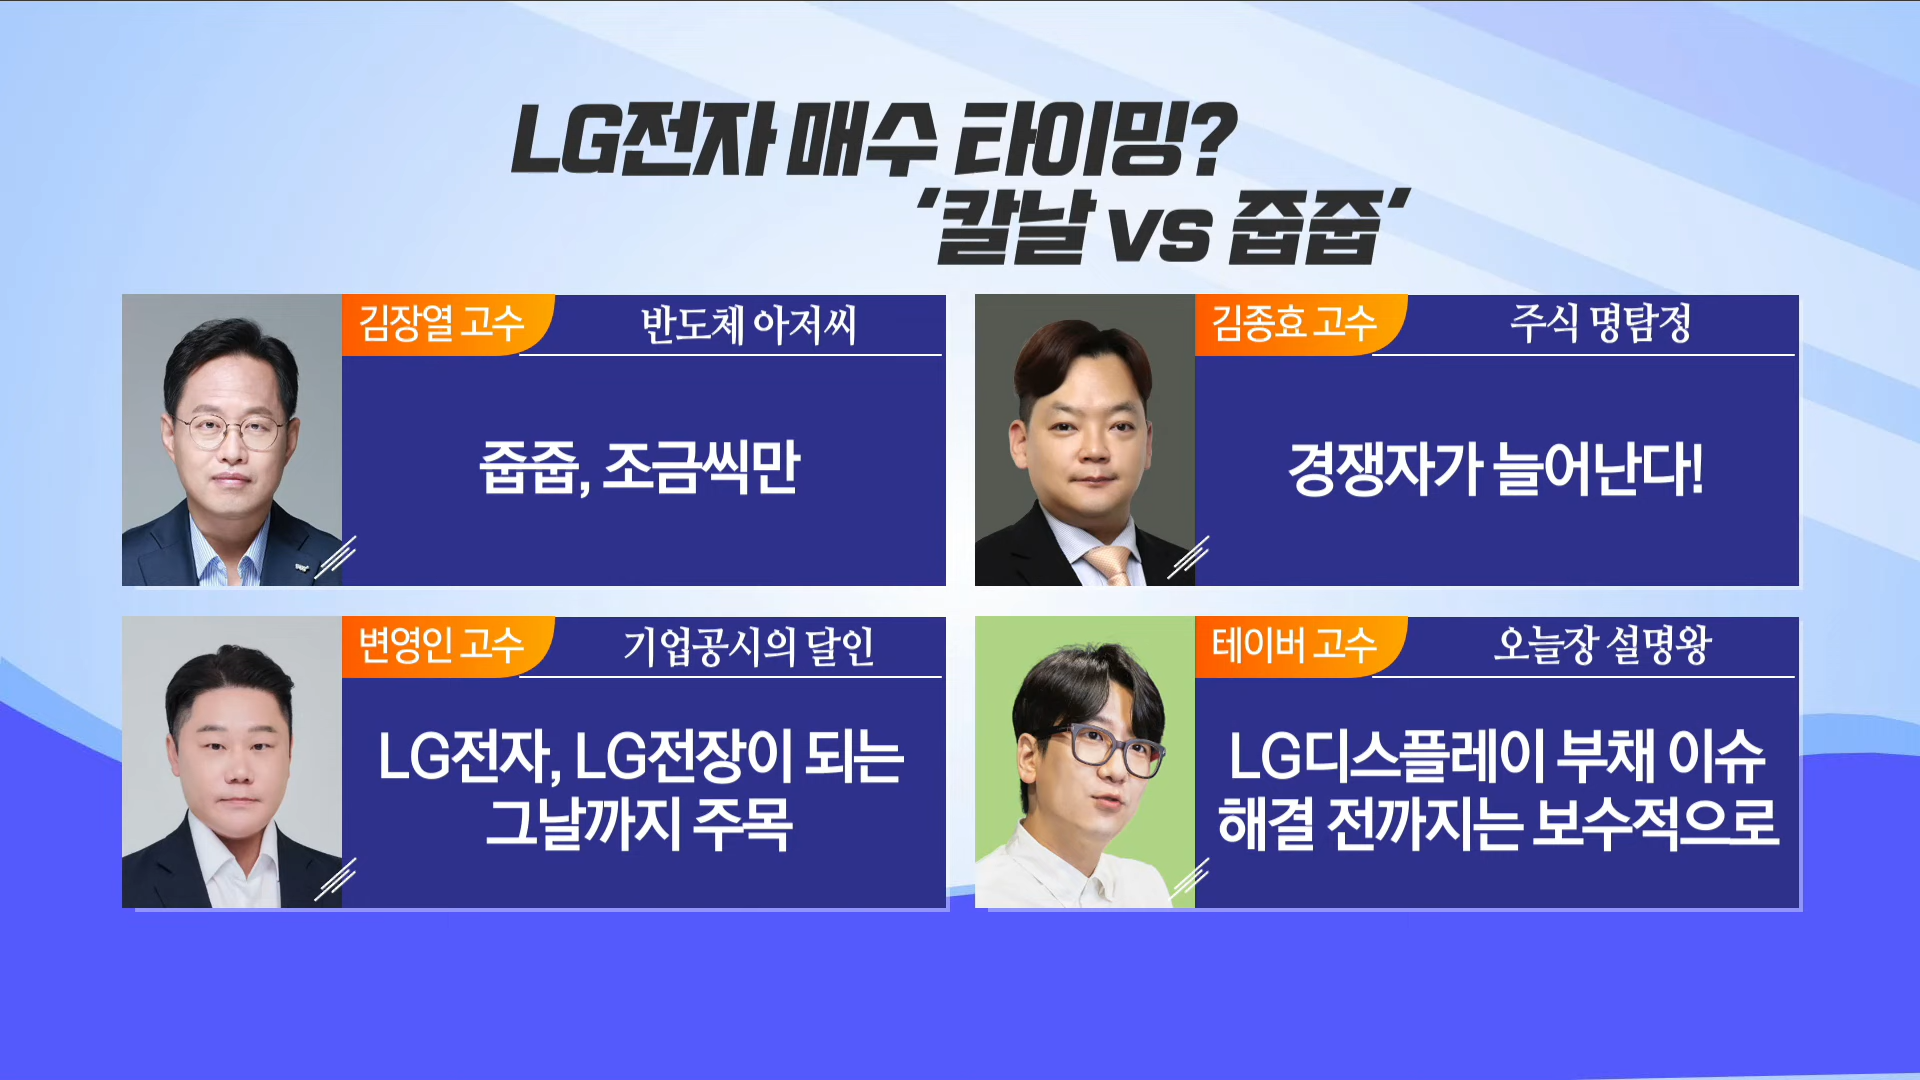 LG전자 매수 타이밍?
‘칼날 vs 줍줍’
김장열 고수
반도체 아저씨
줍줍, 조금씩만
김종효 고수
주식 명탐정
경쟁자가 늘어난다!
변영인 고수
기업공시의 달인
LG전자, LG전장이 되는
그날까지 주목
테이버 고수
오늘장 설명왕
LG디스플레이 부채 이슈
해결 전까지는 보수적으로